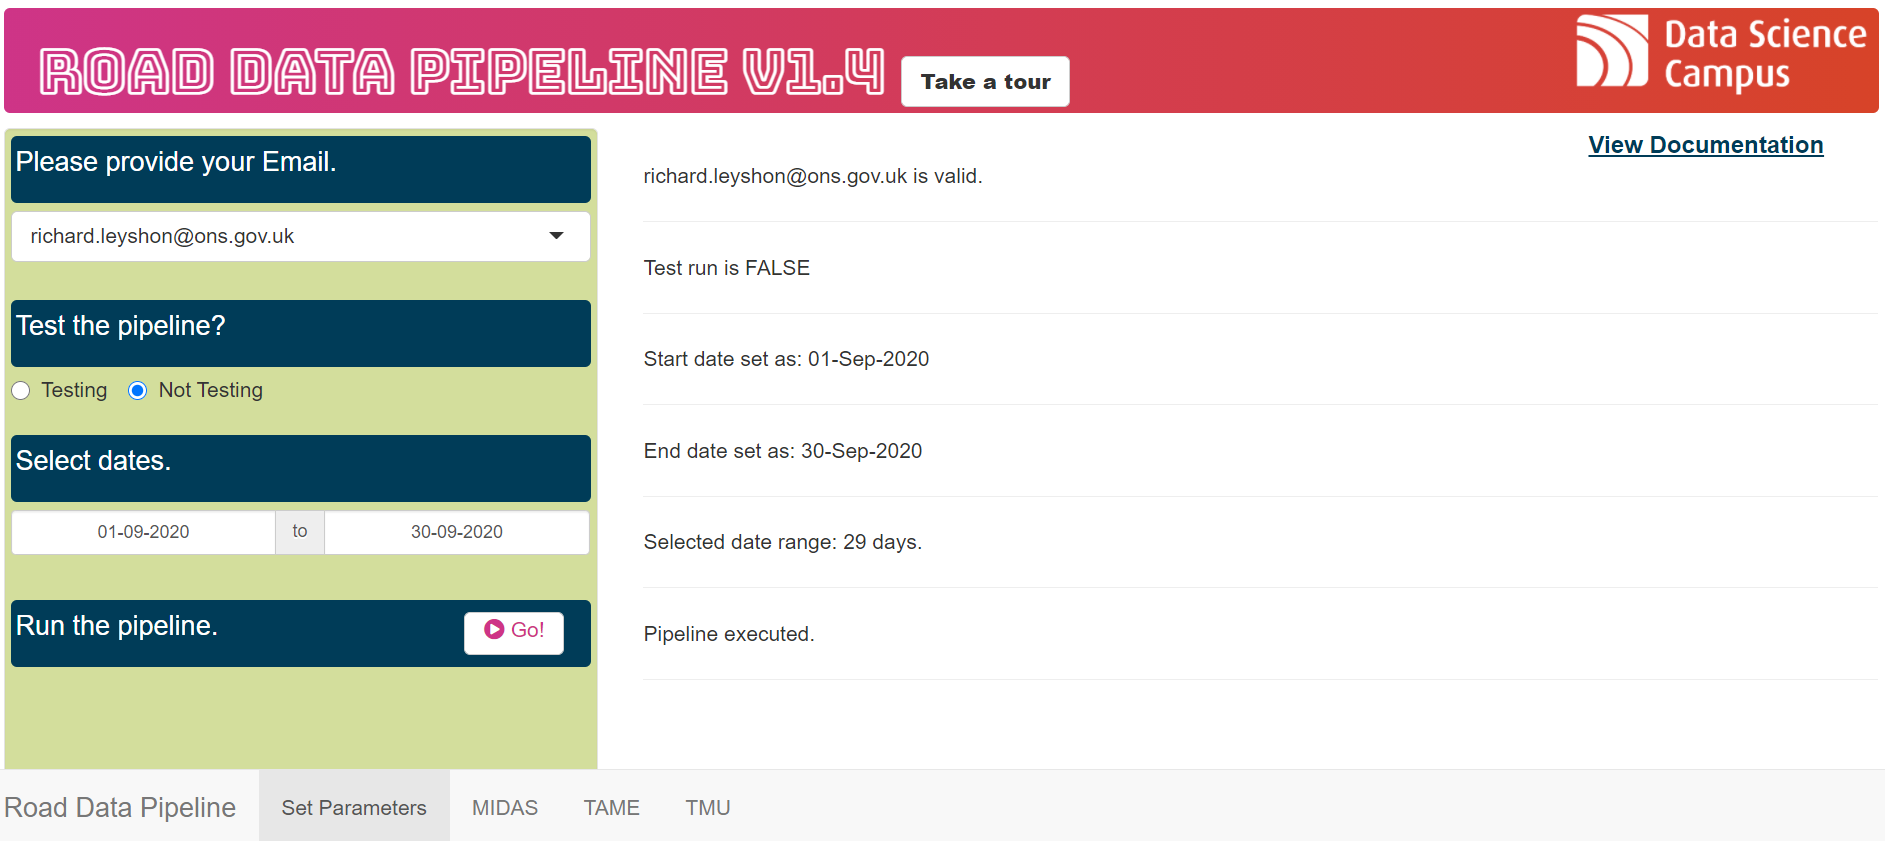 ROAD DATA PIPELINE V1.4
Take a tour
Data Science
Campus
View Documentation
Please provide your Email.
richard.leyshon@ons.gov.uk
Test the pipeline?
Testing Not Testing
Select dates.
01-09-2020 to 30-09-2020
Run the pipeline.
Go!
richard.leyshon@ons.gov.uk is valid.
Test run is FALSE
Start date set as: 01-Sep-2020
End date set as: 30-Sep-2020
Selected date range: 29 days.
Pipeline executed.
Road Data Pipeline Set Parameters MIDAS TAME TMU